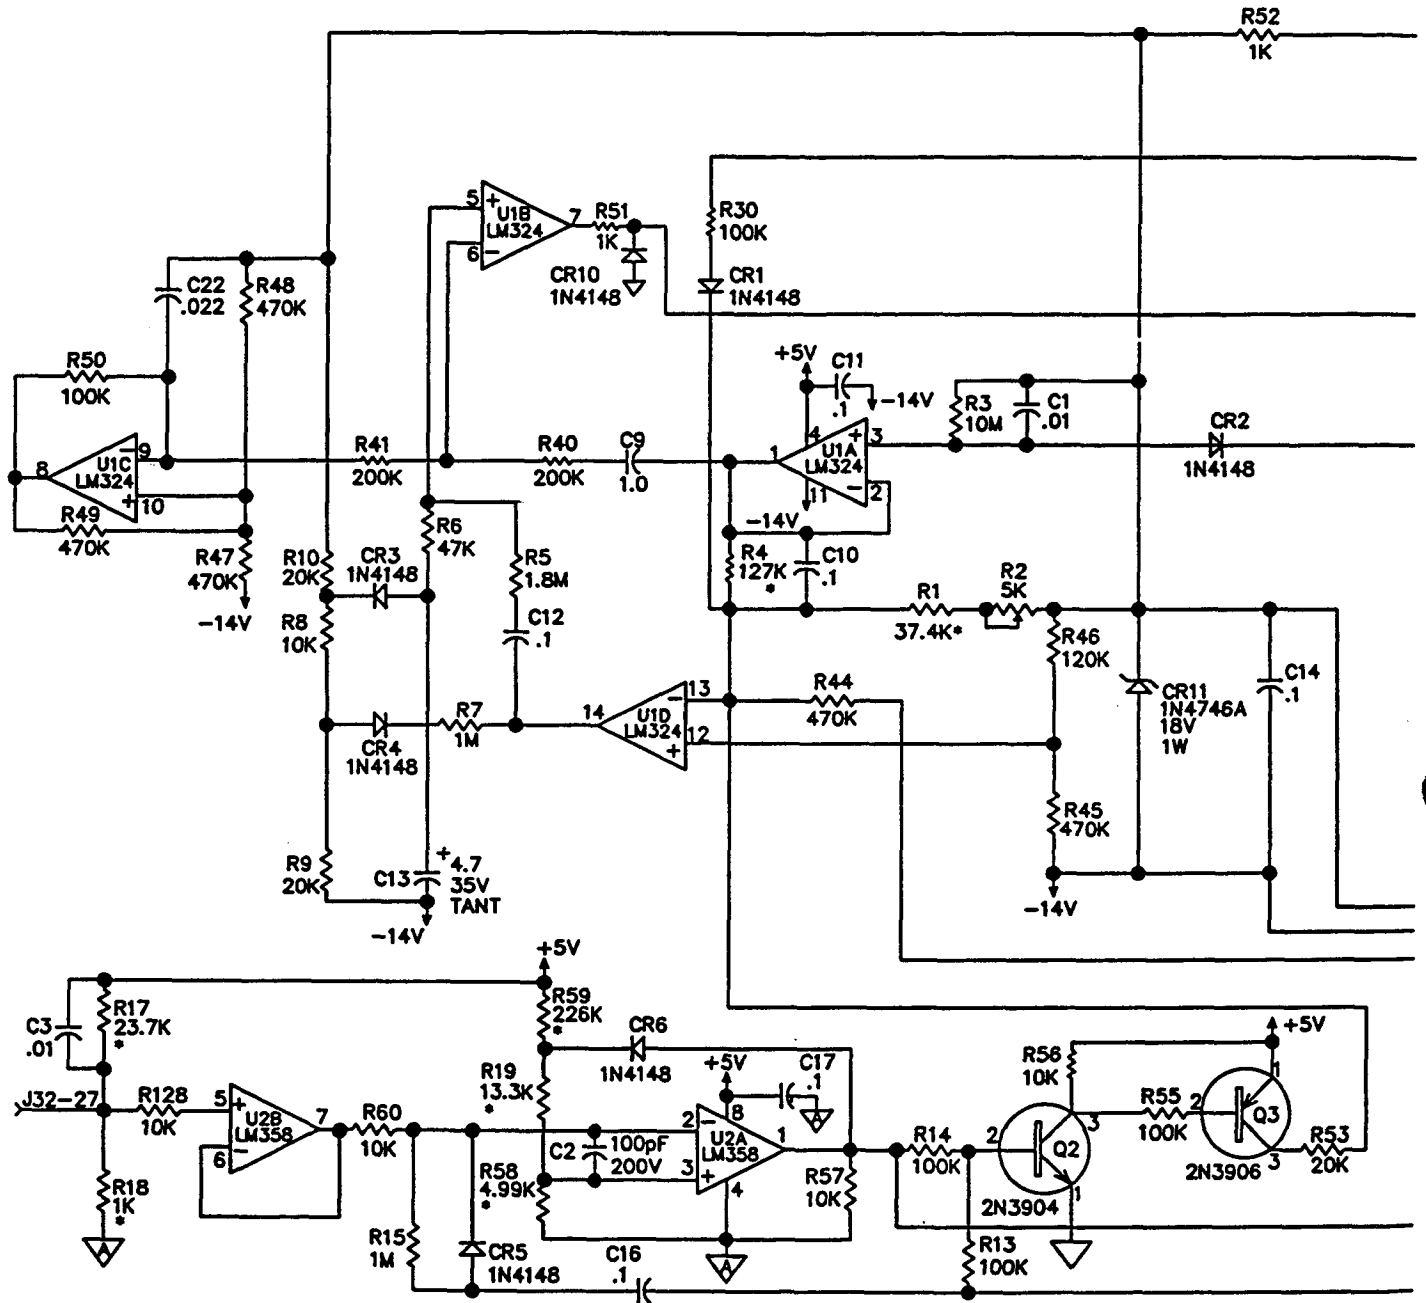 R52
1K
5
+
U1B
LM324
7
6
−
R51
1K
CR10
1N4148
R30
100K
CR1
1N4148
C22
.022
R48
470K
R50
100K
+5V
C11
.1
−14V
R3
10M
C1
.01
CR2
1N4148
8
U1C
LM324
−
9
+
10
R41
200K
R40
200K
C9
1.0
1
U1A
LM324
4
+
3
11
−
2
−14V
R49
470K
R47
470K
−14V
R10
20K
CR3
1N4148
R6
47K
R5
1.8M
R4
127K
*
C10
.1
R8
10K
C12
.1
R1
37.4K*
R2
5K
R46
120K
CR11
1N4746A
18V
1W
C14
.1
CR4
1N4148
R7
1M
14
U1D
LM324
−
13
+
12
R44
470K
R45
470K
−14V
R9
20K
C13
+
4.7
35V
TANT
−14V
+5V
C3
.01
R17
23.7K
*
R59
226K
*
CR6
1N4148
R19
13.3K
*
+5V
C17
.1
A
R56
10K
+5V
J32-27
R128
10K
5
+
U2B
LM358
7
6
−
R60
10K
C2
100pF
200V
2
−
U2A
LM358
8
1
3
+
4
R57
10K
R14
100K
2
Q2
3
1
2N3904
R55
100K
2
Q3
1
3
2N3906
R53
20K
R18
1K
*
A
R58
4.99K
*
R15
1M
CR5
1N4148
A
C16
.1
R13
100K